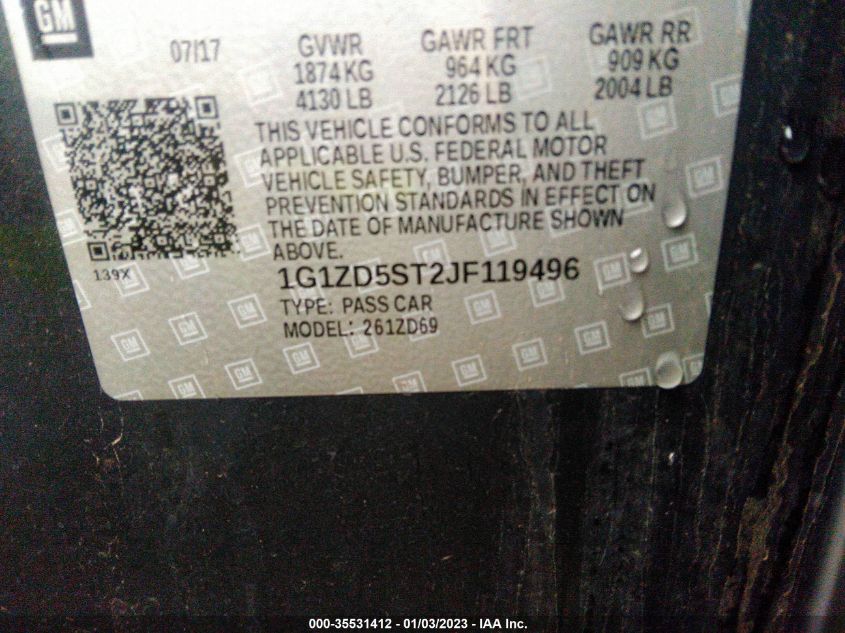 GM
07/17 GVWR GAWR FRT GAWR RR
1874 KG 964 KG 909 KG
4130 LB 2126 LB 2004 LB
THIS VEHICLE CONFORMS TO ALL
APPLICABLE U.S. FEDERAL MOTOR
VEHICLE SAFETY, BUMPER, AND THEFT
PREVENTION STANDARDS IN EFFECT ON
THE DATE OF MANUFACTURE SHOWN
ABOVE.
139X
1G1ZD5ST2JF119496
TYPE: PASS CAR
MODEL: 261ZD69
000-35531412 - 01/03/2023 - IAA Inc.